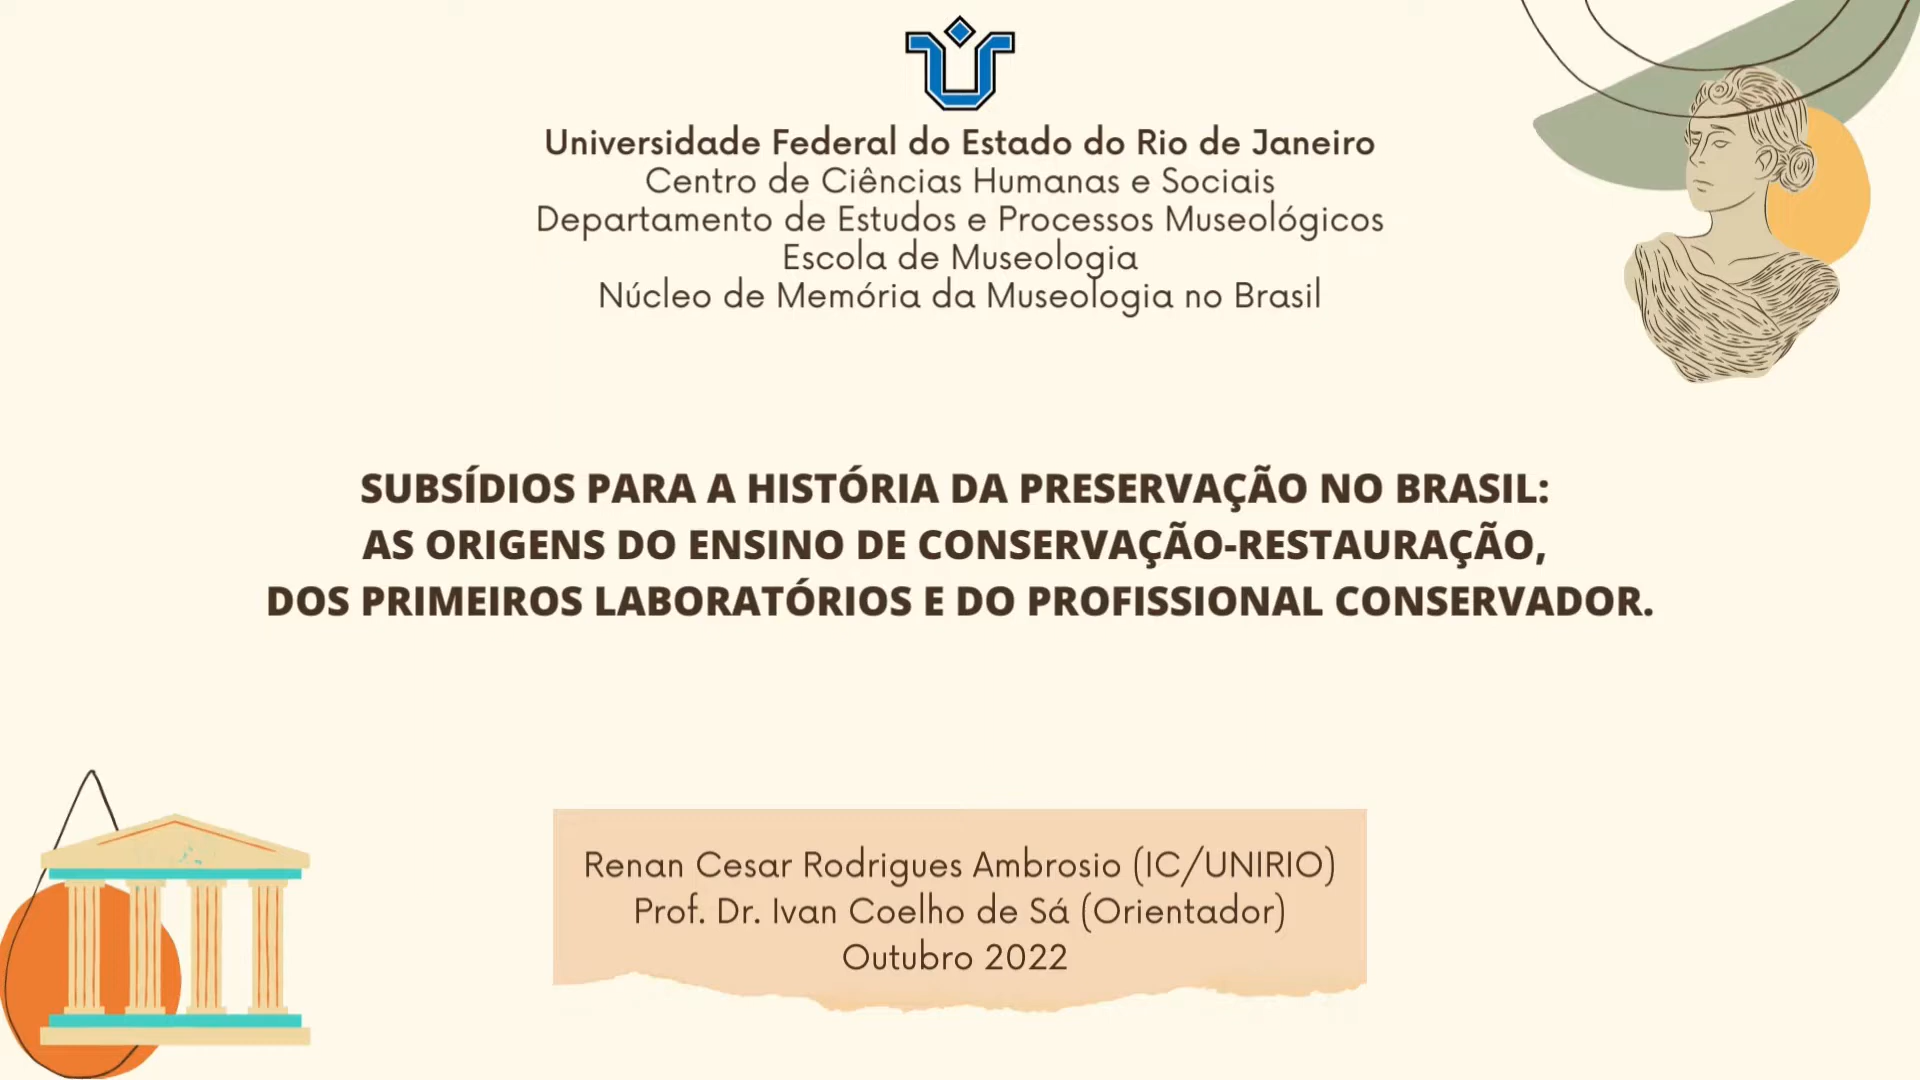 Universidade Federal do Estado do Rio de Janeiro
Centro de Ciências Humanas e Sociais
Departamento de Estudos e Processos Museológicos
Escola de Museologia
Núcleo de Memória da Museologia no Brasil
SUBSÍDIOS PARA A HISTÓRIA DA PRESERVAÇÃO NO BRASIL:
AS ORIGENS DO ENSINO DE CONSERVAÇÃO-RESTAURAÇÃO,
DOS PRIMEIROS LABORATÓRIOS E DO PROFISSIONAL CONSERVADOR.
Renan Cesar Rodrigues Ambrosio (IC/UNIRIO)
Prof. Dr. Ivan Coelho de Sá (Orientador)
Outubro 2022